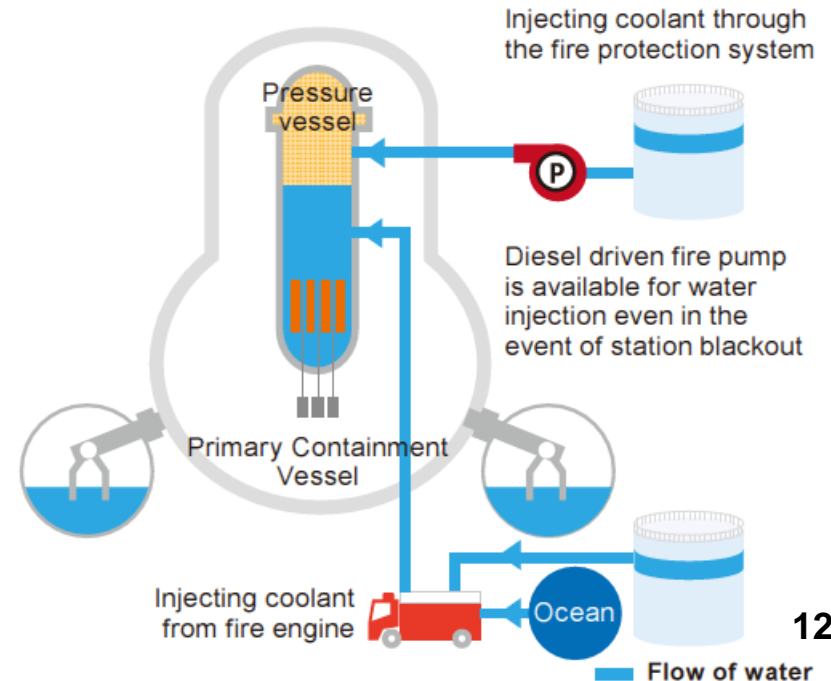 Injecting coolant through
the fire protection system
Pressure
vessel
P
Diesel driven fire pump
is available for water
injection even in the
event of station blackout
Primary Containment
Vessel
Injecting coolant
from fire engine
Ocean
12
Flow of water